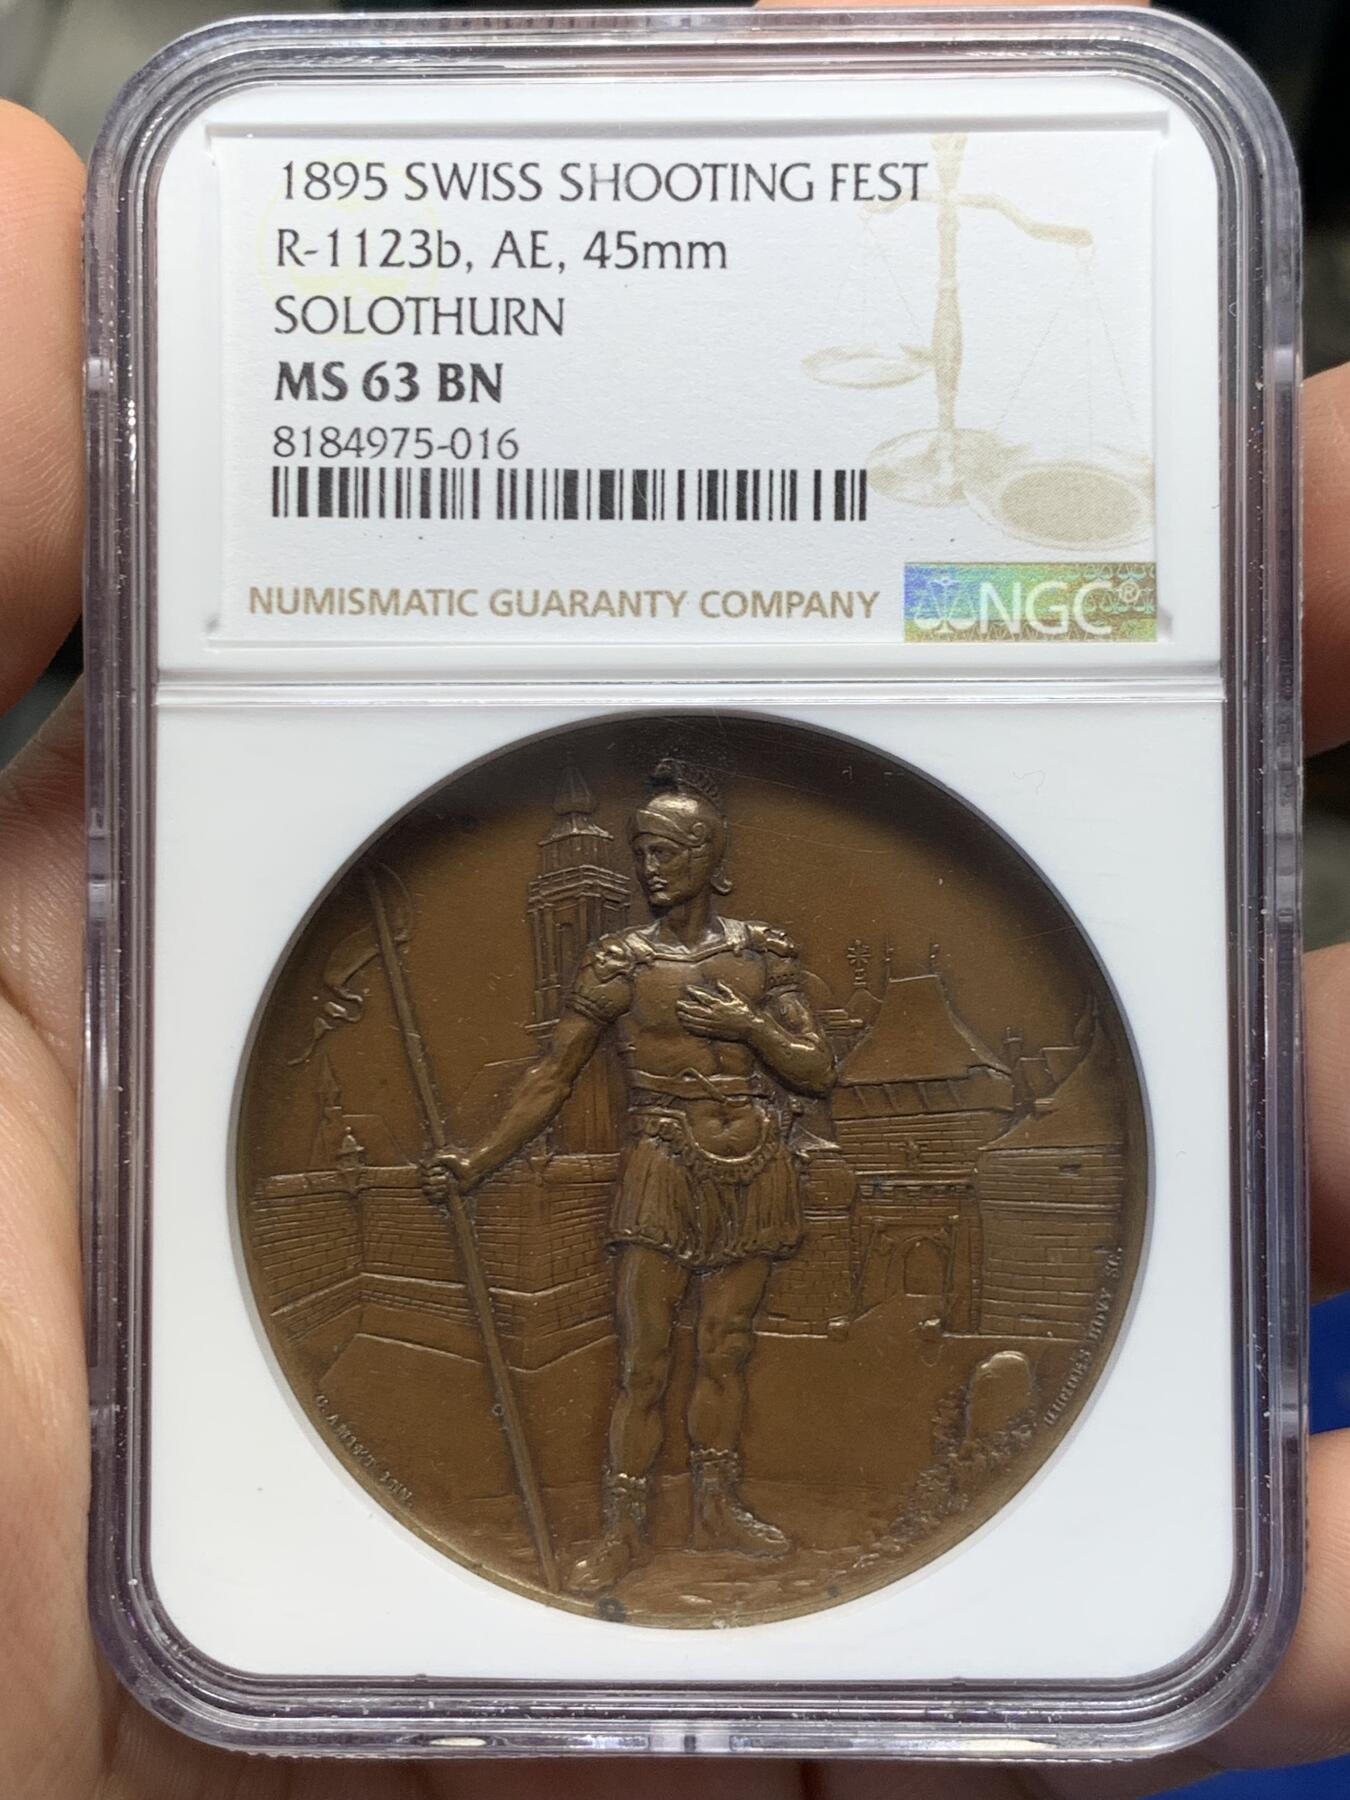 1895 SWISS SHOOTING FEST
R-1123b, AE, 45mm
SOLOTHURN
MS 63 BN
8184975-016
NUMISMATIC GUARANTY COMPANY
NGC®
HUGUES BOVY SC.